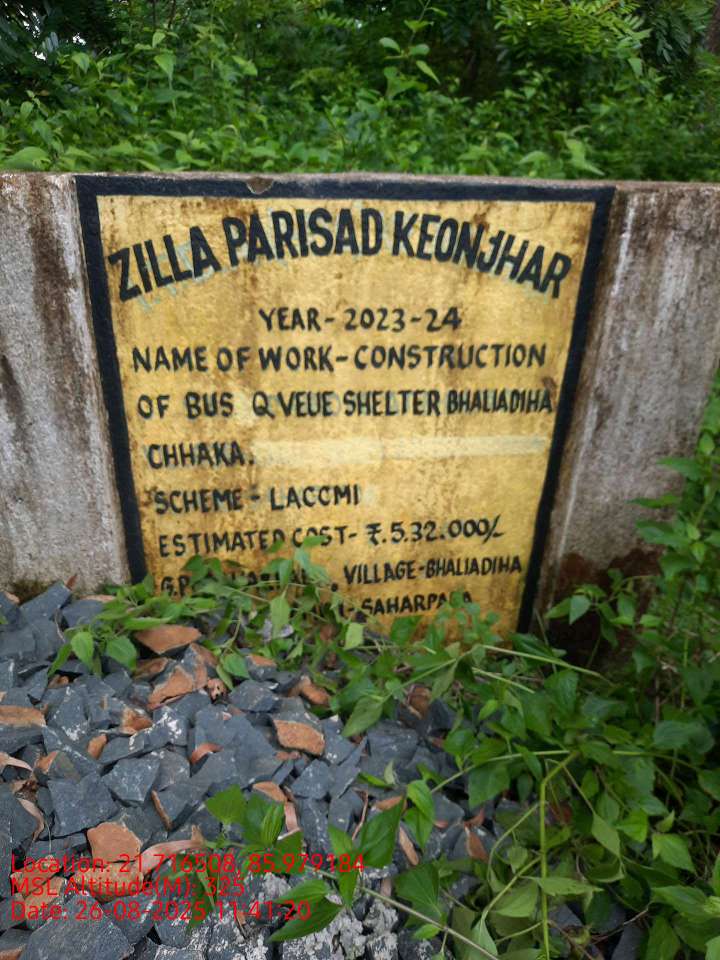 ZILLA PARISAD KEONJHAR
YEAR-2023-24
NAME OF WORK-CONSTRUCTION
OF BUS QVEUE SHELTER BHALIADIHA
CHHAKA.
SCHEME-LACCMI
ESTIMATED COST-₹.5.32.000/-
G.P. VILLAGE-BHALIADIHA
SAHARPADA
Location: 21.716508, 85.979184
MSL Altitude(M): 325
Date: 26-08-2025 11:41:20